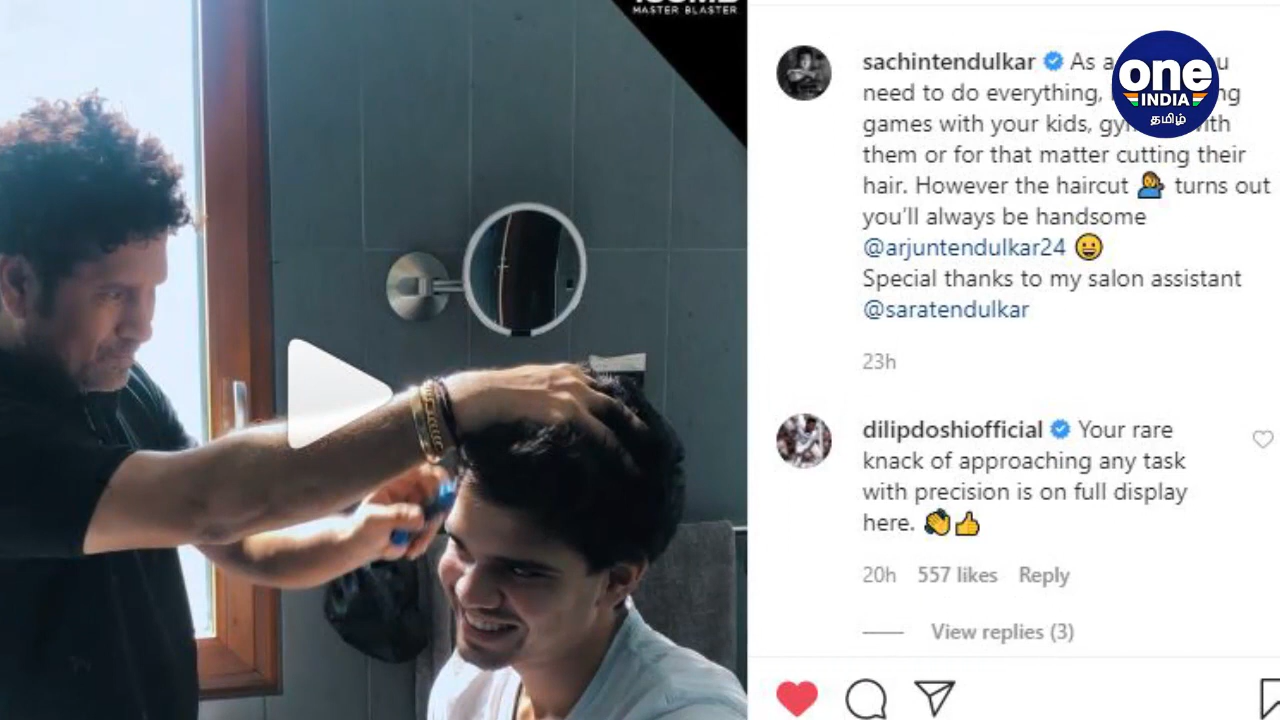 MASTER BLASTER
sachintendulkar As a
need to do everything,
games with your kids,
them or for that matter cutting their
hair. However the haircut 💇‍♂️ turns out
you'll always be handsome
@arjuntendulkar24 😀
Special thanks to my salon assistant
@saratendulkar
23h
dilipdoshiofficial Your rare
knack of approaching any task
with precision is on full display
here. 👏👍
20h 557 likes Reply
View replies (3)
one
INDIA
தமிழ்